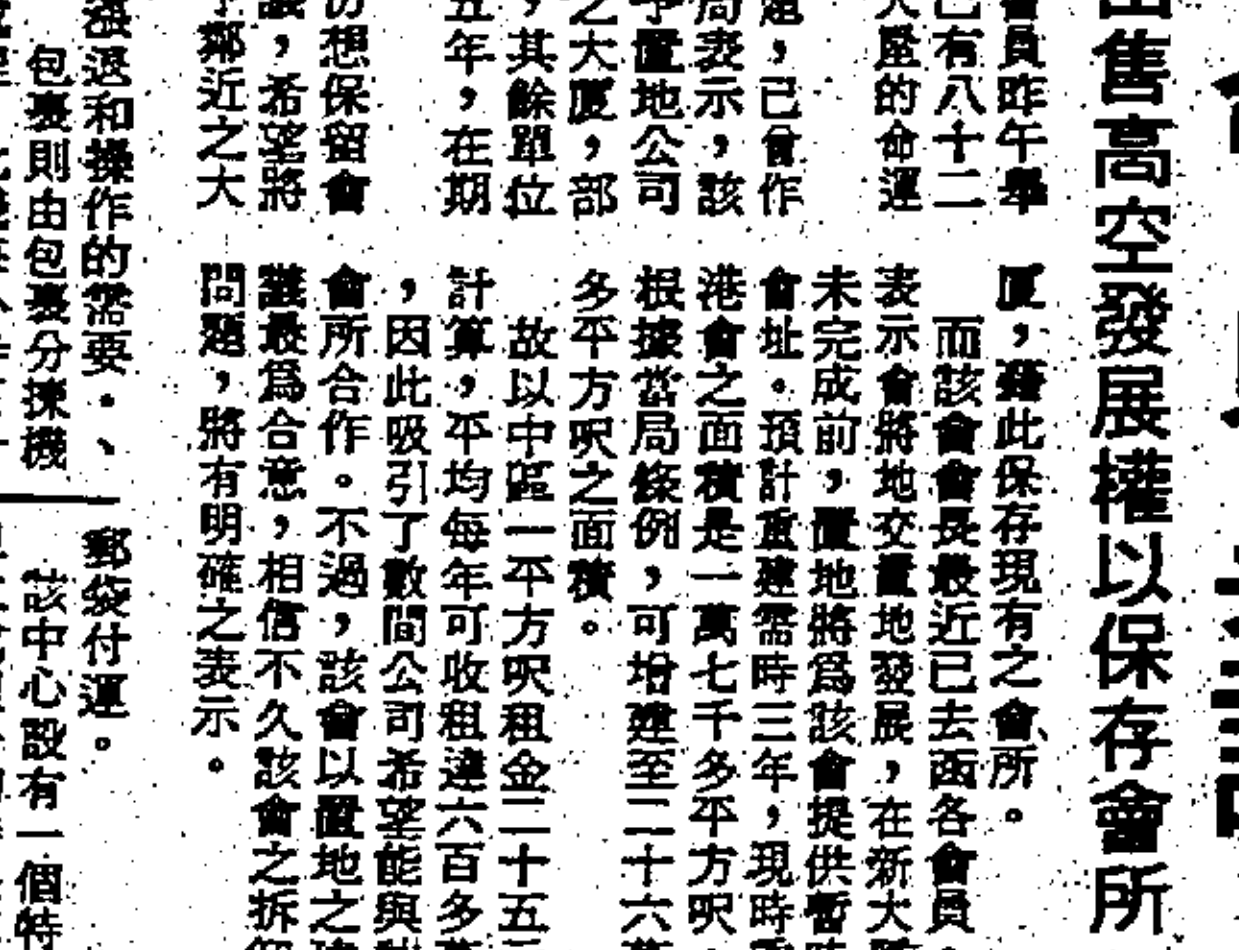 出售高空發展權以保存會所
會員昨午舉
已有八十二
大屋的命運
題，已曾作
局表示，該
予置地公司
之大厦，部
，其餘單位
五年，在期
仍想保留會
議，希望將
鄰近之大
厦，藉此保存現有之會所。
而該會會長最近已去函各會員
表示會將地交置地發展，在新大
未完成前，置地將爲該會提供暫
會址。預計重建需時三年，現時
港會之面積是一萬七千多平方呎
根據當局條例，可增建至二十六萬
多平方呎之面積。
故以中區一平方呎租金二十五
計算，平均每年可收租達六百多萬
，因此吸引了數間公司希望能與
會所合作。不過，該會以置地之
議最爲合意，相信不久該會之拆
問題，將有明確之表示。
退和操作的需要。、
包裹則由包裹分揀機
郵袋付運。
該中心設有一個特